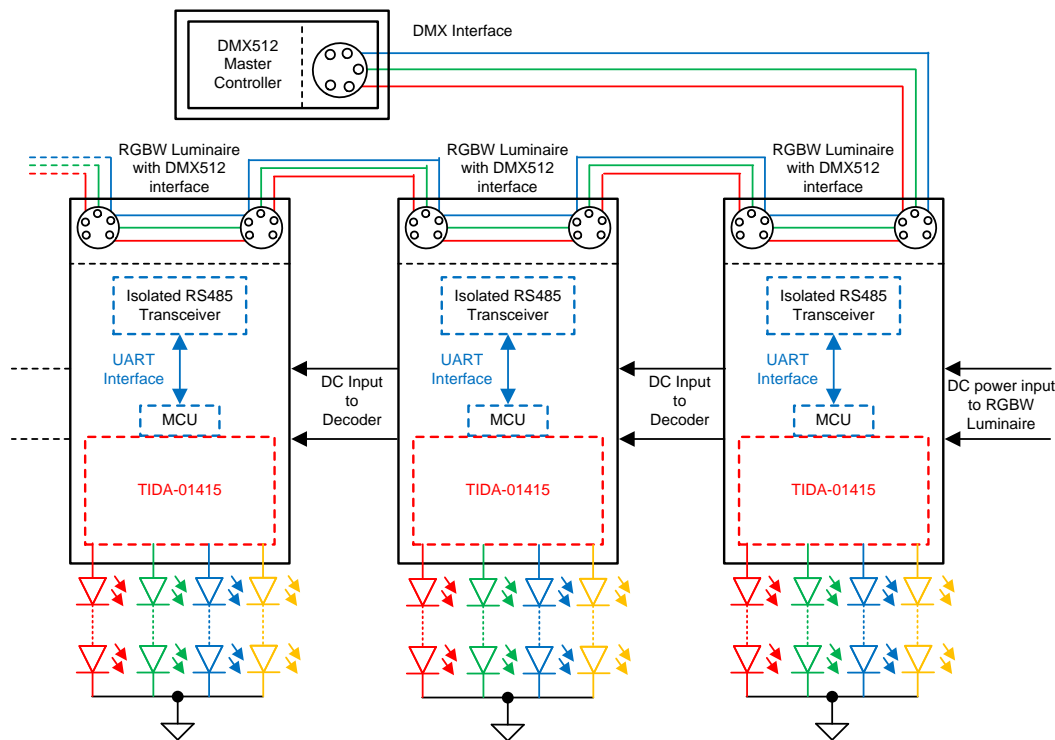 DMX512
Master
Controller
DMX Interface
RGBW Luminaire
with DMX512
interface
RGBW Luminaire
with DMX512
interface
RGBW Luminaire
with DMX512
interface
Isolated RS485
Transceiver
Isolated RS485
Transceiver
Isolated RS485
Transceiver
UART
Interface
UART
Interface
UART
Interface
DC Input
to
Decoder
DC Input
to
Decoder
DC power input
to RGBW
Luminaire
MCU
MCU
MCU
TIDA-01415
TIDA-01415
TIDA-01415